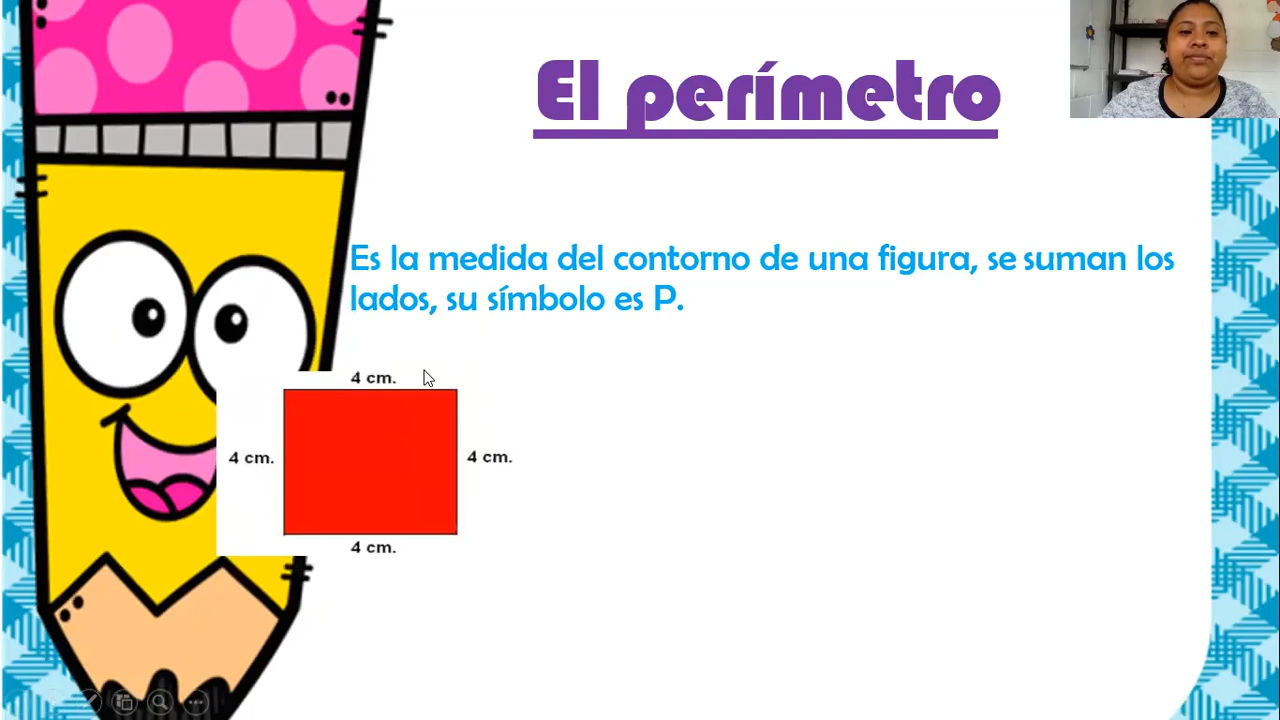 El perímetro
Es la medida del contorno de una figura, se suman los
lados, su símbolo es P.
4 cm.
4 cm.
4 cm.
4 cm.